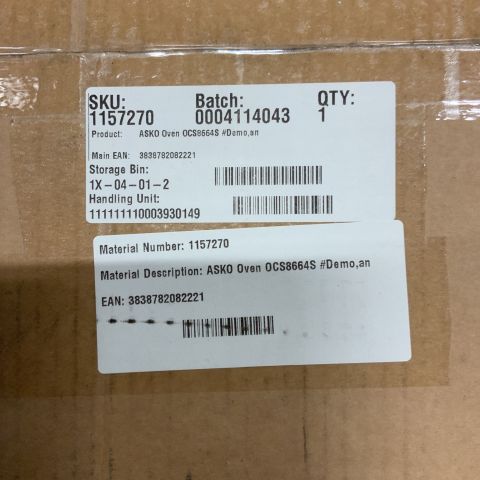 SKU: Batch: QTY:
1157270 0004114043 1
Product: ASKO Oven OCS8664S #Demo,an
Main EAN: 3838782082221
Storage Bin:
1X-04-01-2
Handling Unit:
111111110003930149
Material Number: 1157270
Material Description: ASKO Oven OCS8664S #Demo,an
EAN: 3838782082221